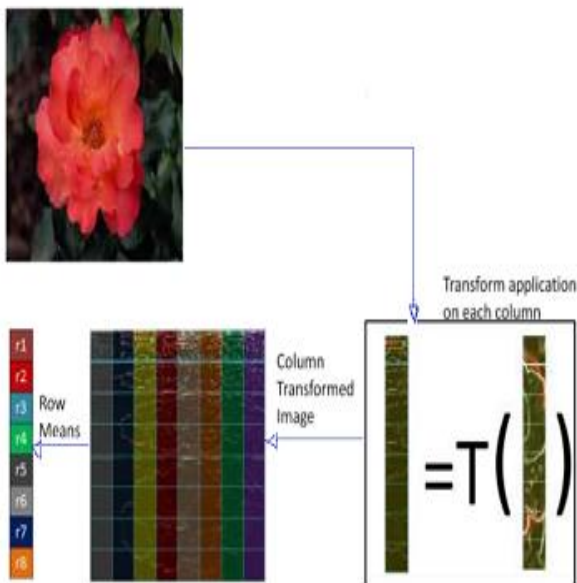 Transform application
on each column
=T( )
Column
Transformed
Image
Row
Means
r1
r2
r3
r4
r5
r6
r7
r8